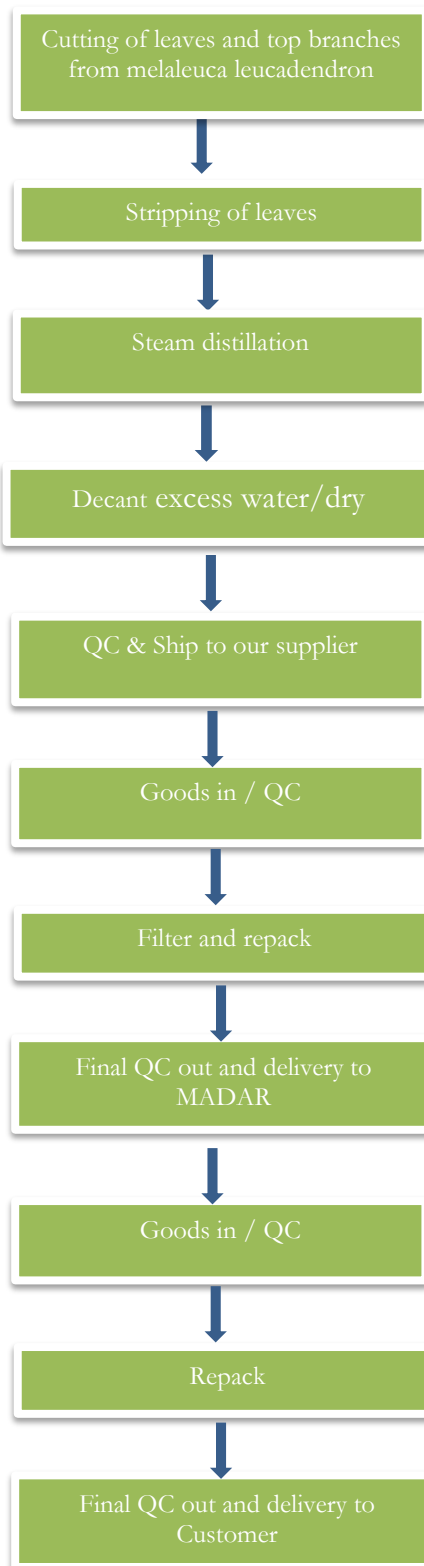 Cutting of leaves and top branches
from melaleuca leucadendron
Stripping of leaves
Steam distillation
Decant excess water/dry
QC & Ship to our supplier
Goods in / QC
Filter and repack
Final QC out and delivery to
MADAR
Goods in / QC
Repack
Final QC out and delivery to
Customer